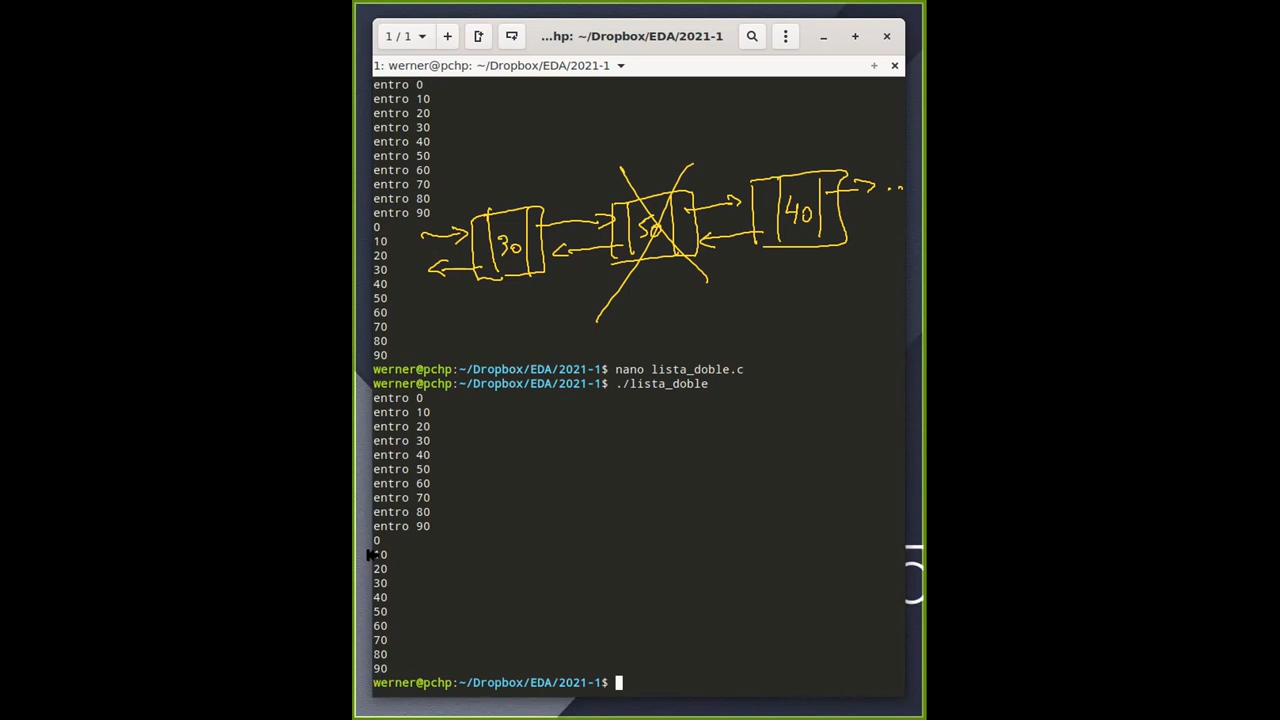 1 / 1 ...hp: ~/Dropbox/EDA/2021-1
1: werner@pchp: ~/Dropbox/EDA/2021-1
entro 0
entro 10
entro 20
entro 30
entro 40
entro 50
entro 60
entro 70
entro 80
entro 90
0
10
20
30
40
50
60
70
80
90
30 50 40 ...
werner@pchp:~/Dropbox/EDA/2021-1$ nano lista_doble.c
werner@pchp:~/Dropbox/EDA/2021-1$ ./lista_doble
entro 0
entro 10
entro 20
entro 30
entro 40
entro 50
entro 60
entro 70
entro 80
entro 90
0
10
20
30
40
50
60
70
80
90
werner@pchp:~/Dropbox/EDA/2021-1$